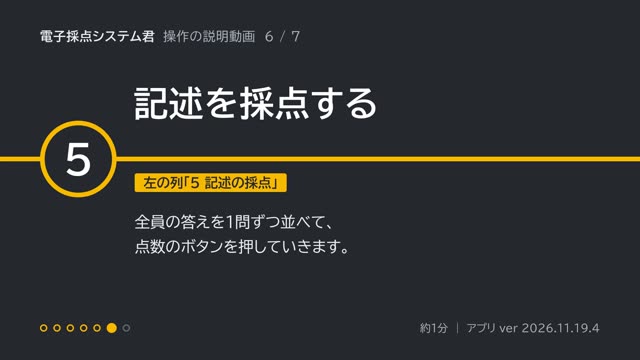 電子採点システム君 操作の説明動画 6 / 7
記述を採点する
5
左の列「5 記述の採点」
全員の答えを1問ずつ並べて、
点数のボタンを押していきます。
約1分 | アプリ ver 2026.11.19.4